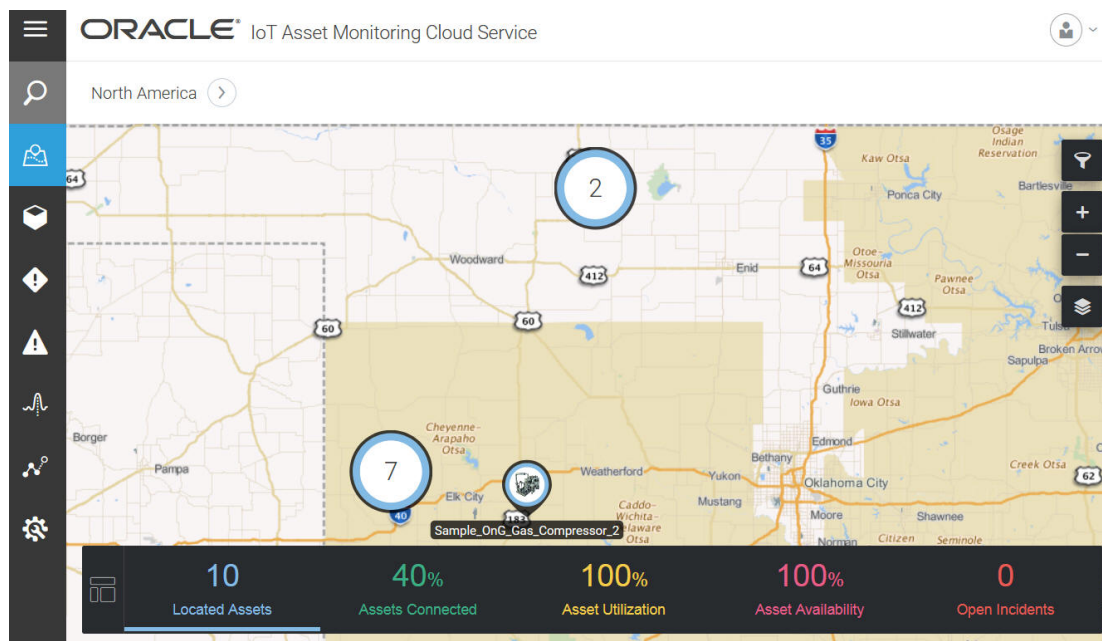 ORACLE® IoT Asset Monitoring Cloud Service
North America
35
Osage
Indian
Reservation
Kaw Otsa
64
2
Ponca City
Bartlesville
Woodward
412
Enid
64
Otoe-
Missouria
Otsa
Pawnee
Otsa
60
60
412
Stillwater
Broken Arrow
Sapulpa
Guthrie
Iowa Otsa
Borger
Cheyenne-
Arapaho
Otsa
Edmond
Pampa
7
Weatherford
Bethany
Yukon
Oklahoma City
Creek Otsa
62
Elk City
40
183
Caddo-
Wichita-
Delaware
Otsa
Mustang
Moore
Shawnee
Sample_OnG_Gas_Compressor_2
Norman
Citizen
Seminole
10
Located Assets
40%
Assets Connected
100%
Asset Utilization
100%
Asset Availability
0
Open Incidents